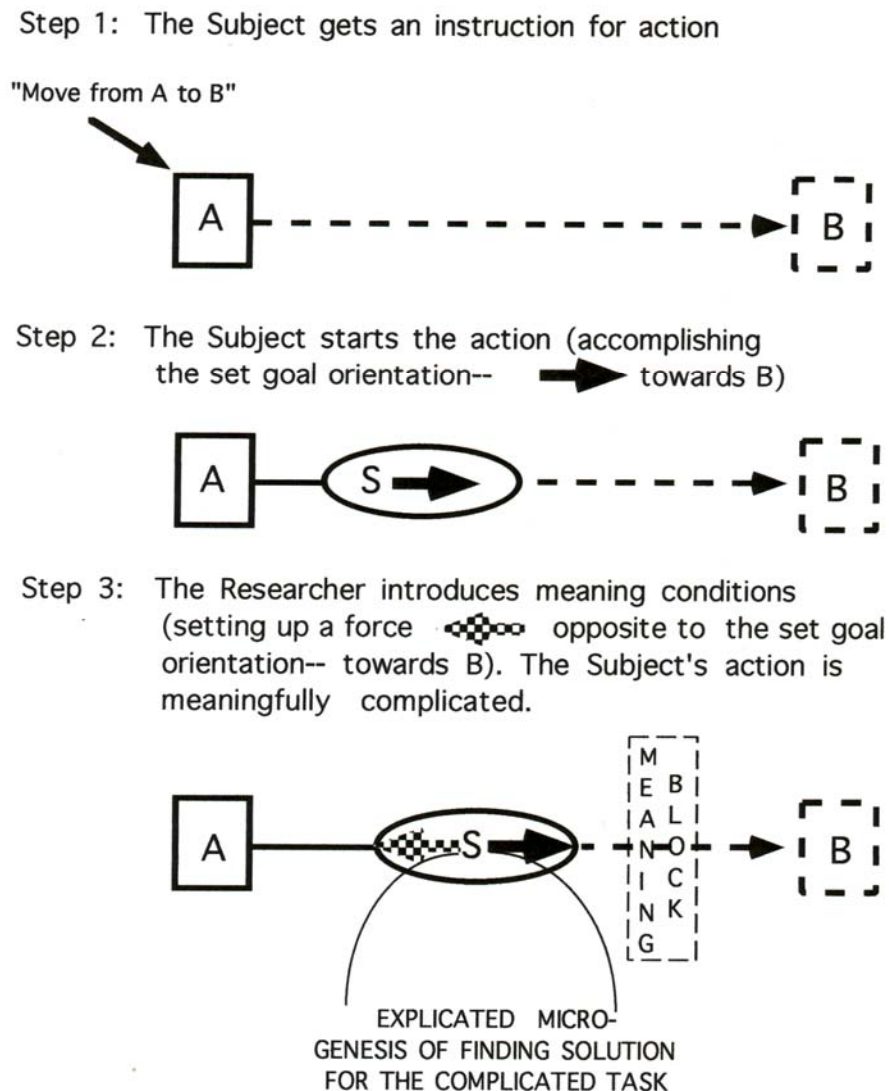 Step 1: The Subject gets an instruction for action
"Move from A to B"
A
B
Step 2: The Subject starts the action (accomplishing
the set goal orientation-- towards B)
A
S
B
Step 3: The Researcher introduces meaning conditions
(setting up a force opposite to the set goal
orientation-- towards B). The Subject's action is
meaningfully complicated.
MEANING
BLOCK
A
S
B
EXPLICATED MICRO-
GENESIS OF FINDING SOLUTION
FOR THE COMPLICATED TASK